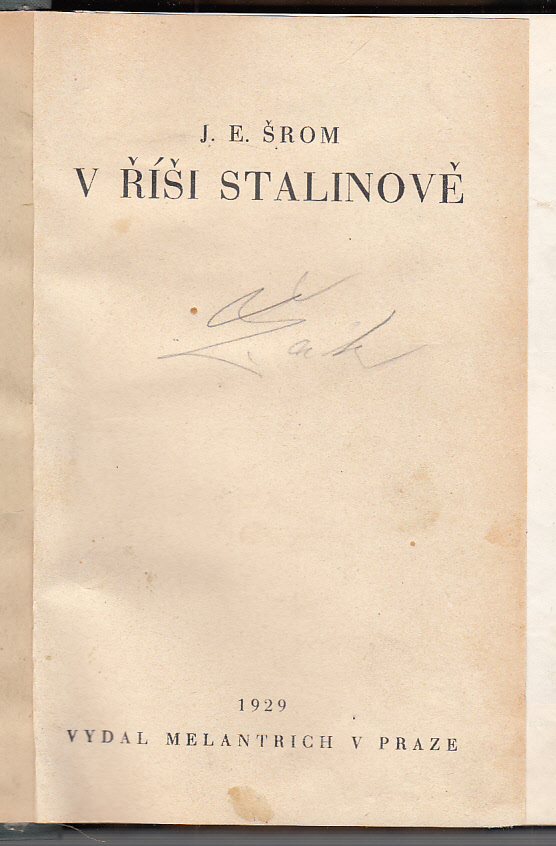 J. E. ŠROM
V ŘÍŠI STALINOVĚ
1929
VYDAL MELANTRICH V PRAZE